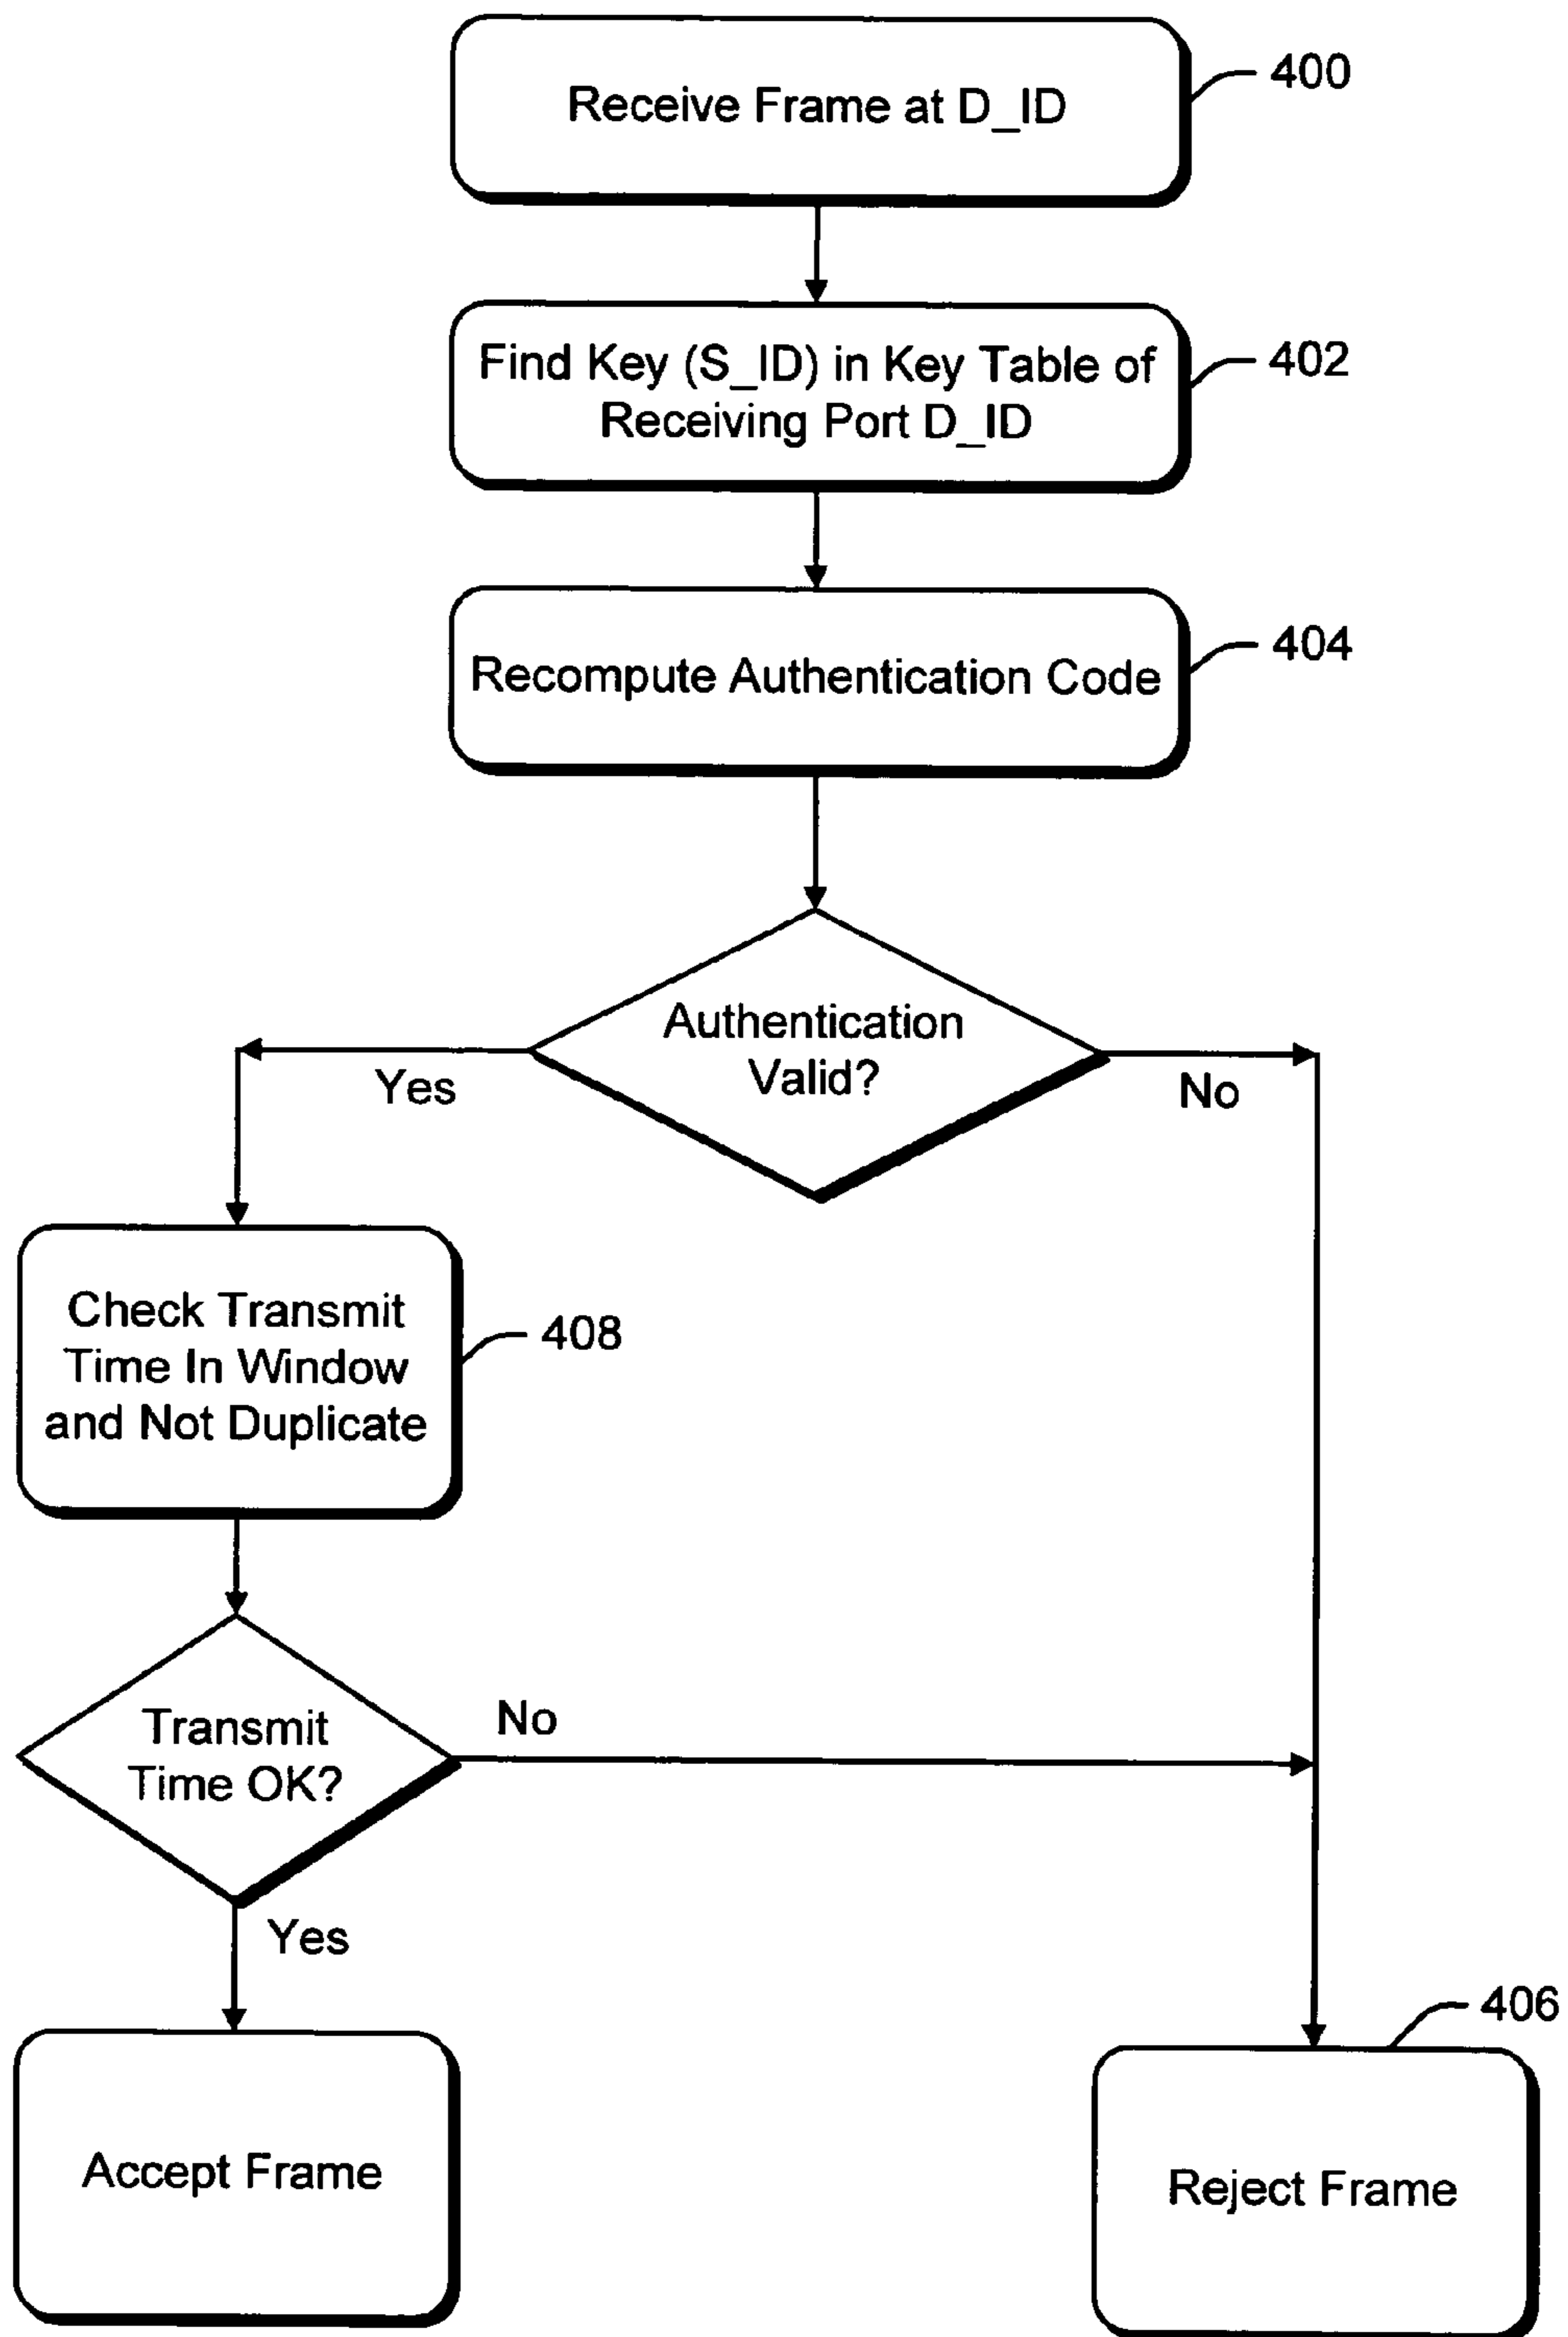 Receive Frame at D_ID
400
Find Key (S_ID) in Key Table of
Receiving Port D_ID
402
Recompute Authentication Code
404
Authentication
Valid?
Yes
No
Check Transmit
Time In Window
and Not Duplicate
408
Transmit
Time OK?
No
Yes
Accept Frame
406
Reject Frame